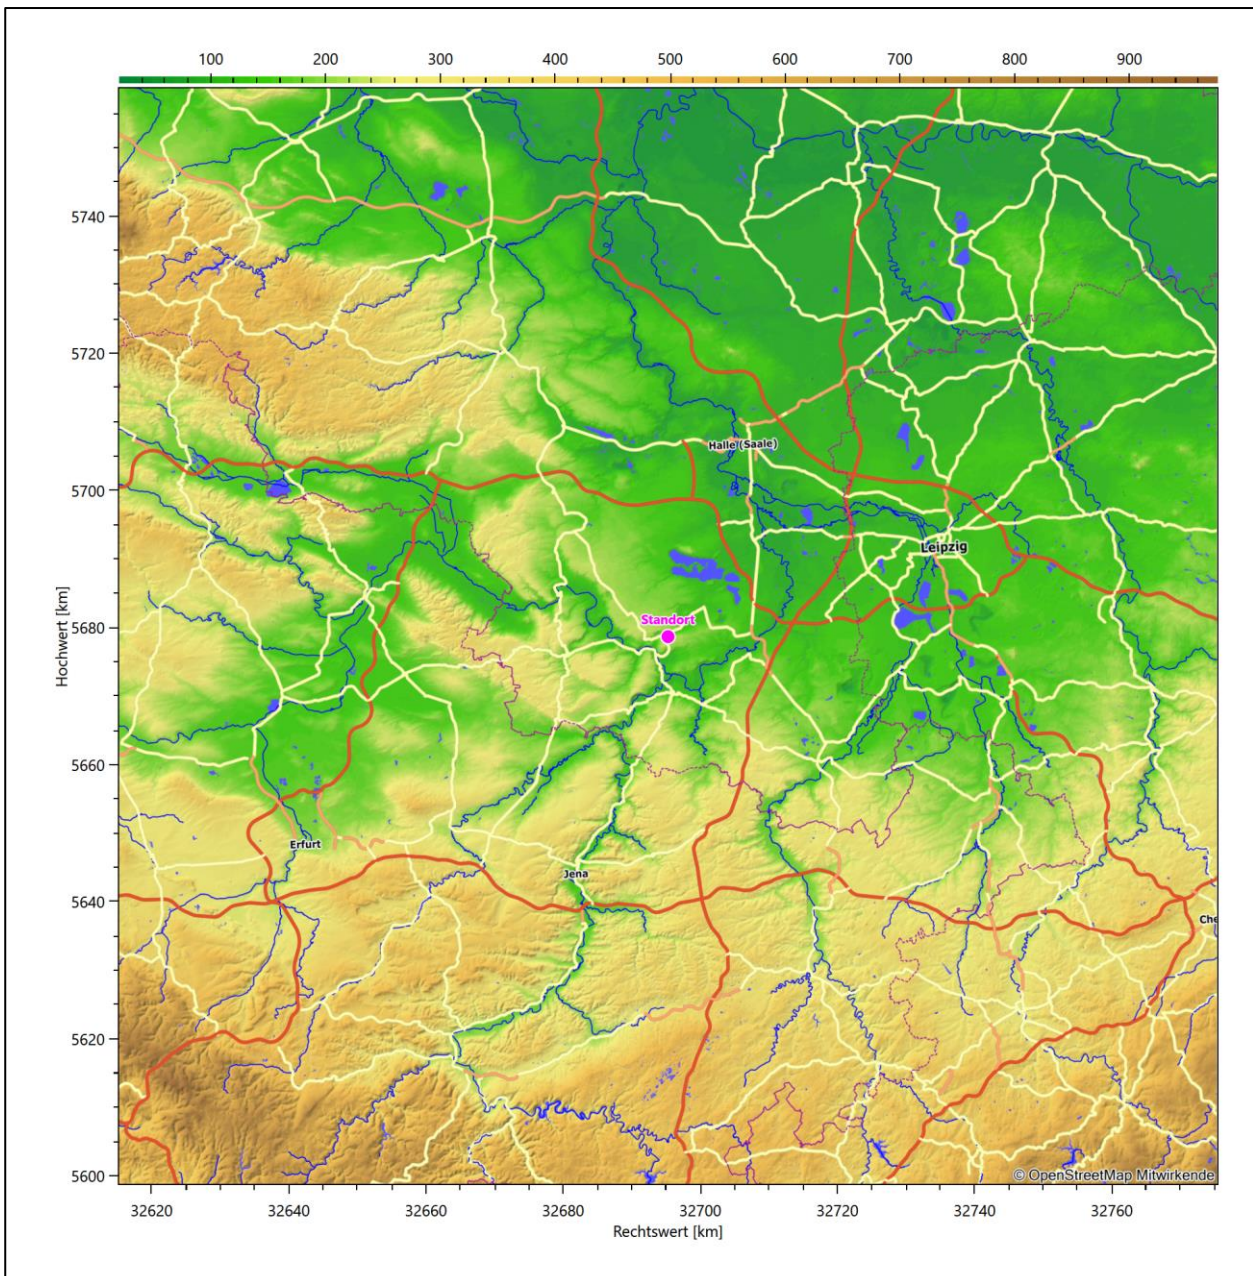 100 200 300 400 500 600 700 800 900
5740
5720
Halle (Saale)
5700
Leipzig
Hochwert [km]
5680
Standort
5660
Erfurt
Jena
5640
Che
5620
5600
© OpenStreetMap Mitwirkende
32620 32640 32660 32680 32700 32720 32740 32760
Rechtswert [km]